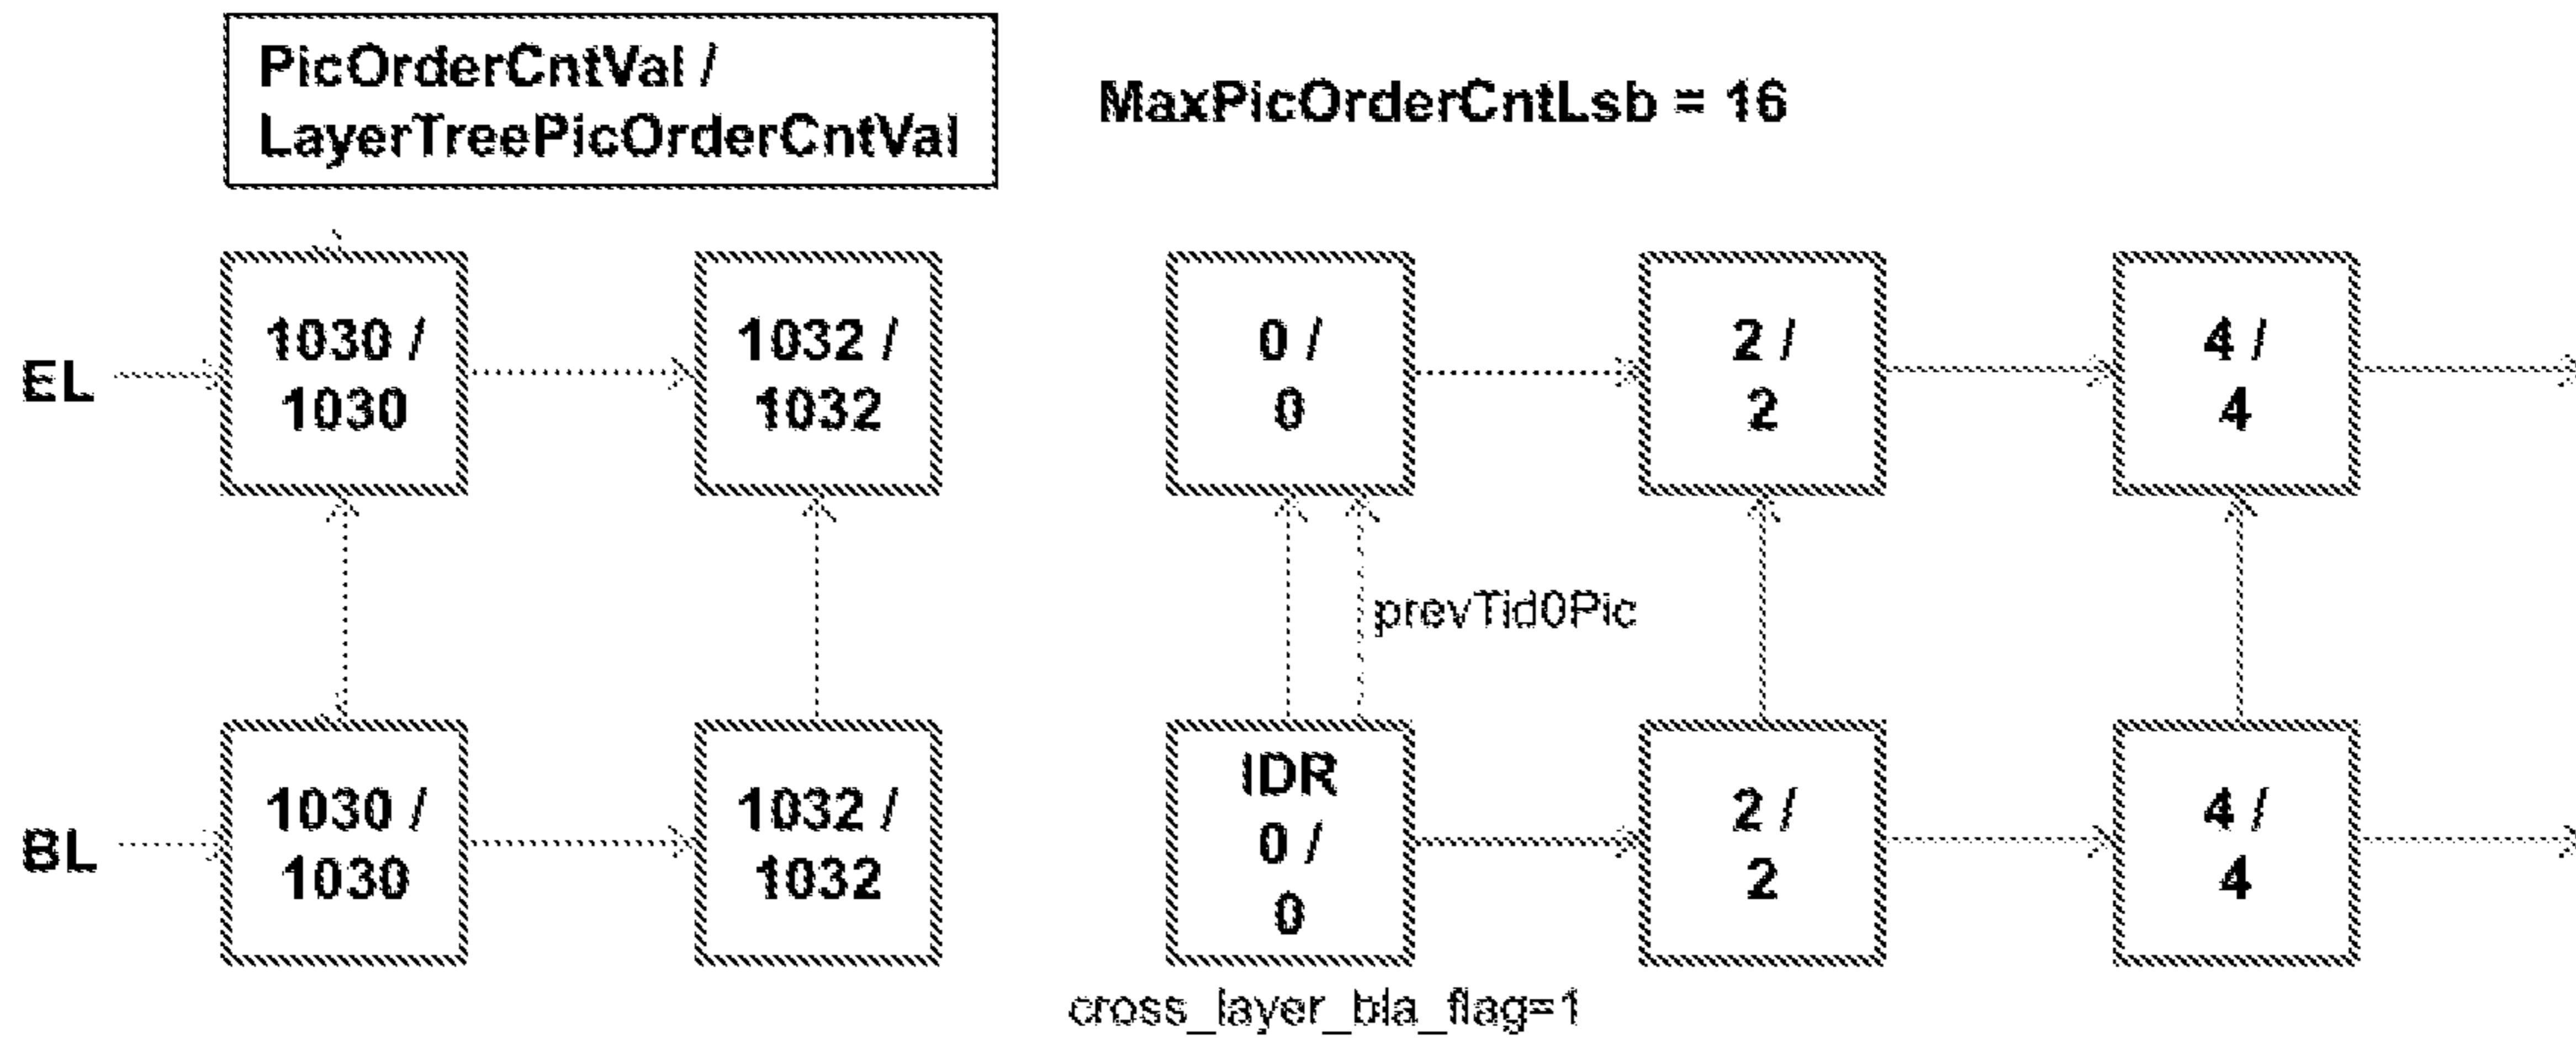 PicOrderCntVal /
LayerTreePicOrderCntVal
MaxPicOrderCntLsb = 16
EL
1030 /
1030
1032 /
1032
0 /
0
2 /
2
4 /
4
prevTid0Pic
BL
1030 /
1030
1032 /
1032
IDR
0 /
0
2 /
2
4 /
4
cross_layer_bla_flag=1